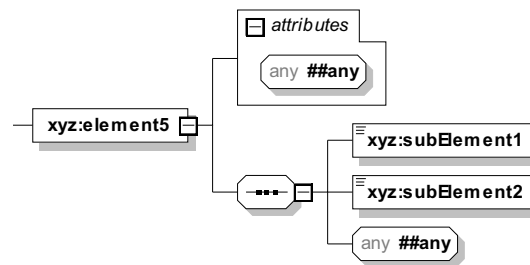 attributes
any ##any
xyz:element5
xyz:subElement1
xyz:subElement2
any ##any